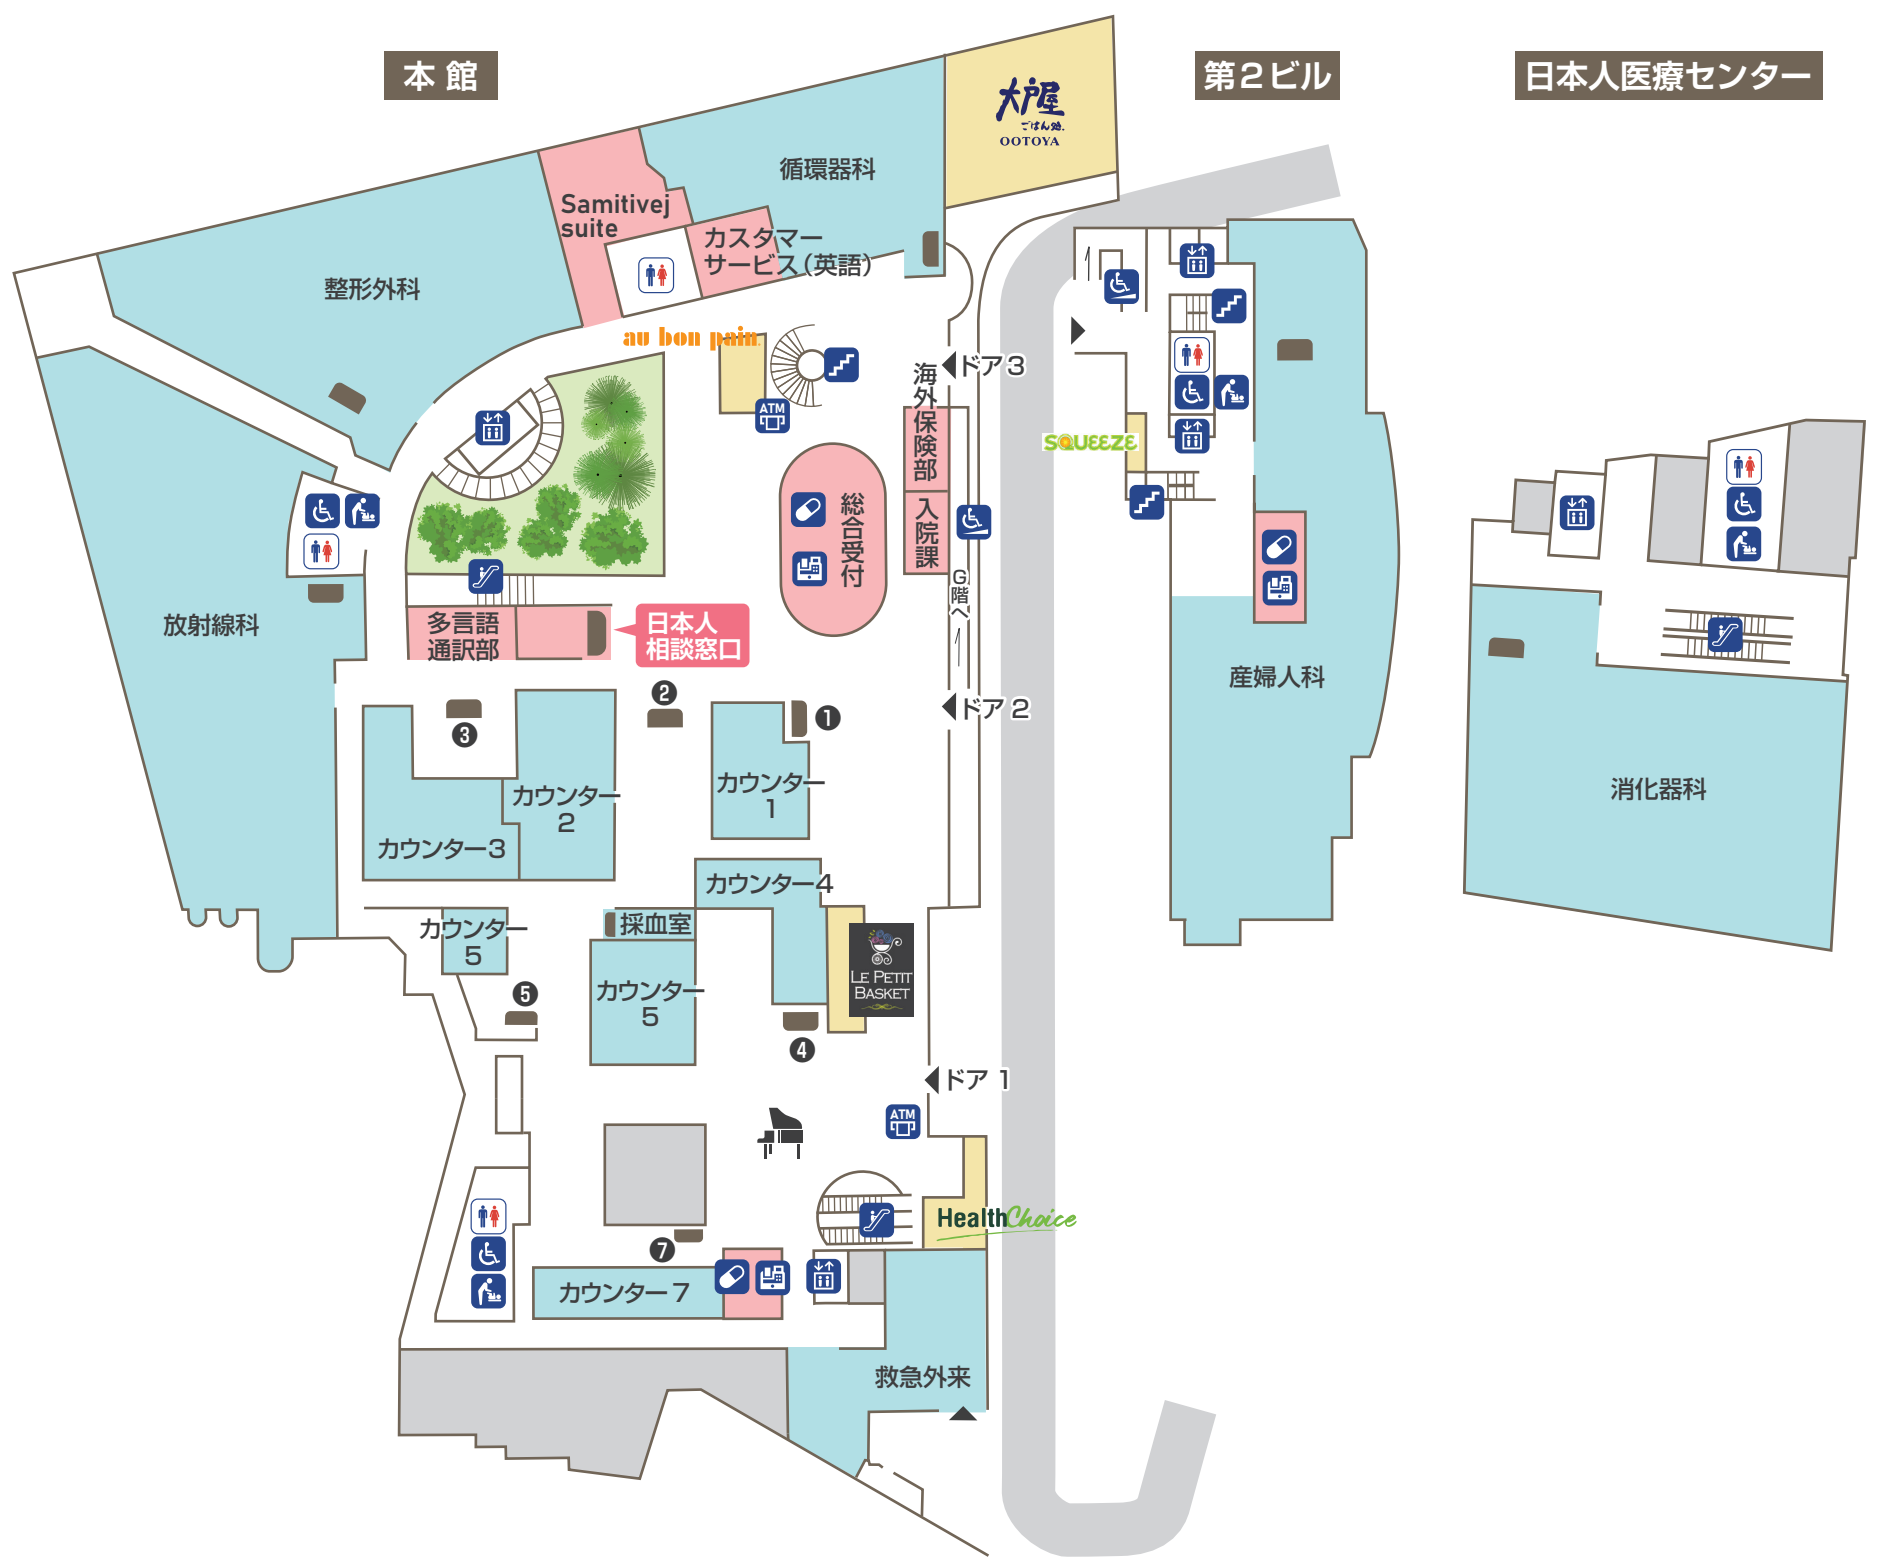 本館
第2ビル
日本人医療センター
大戸屋
ごはん処.
OOTOYA
循環器科
Samitivej
suite
カスタマー
サービス(英語)
整形外科
au bon pain.
ドア3
海外保険部
ATM
入院課
総合受付
G階へ
SQUEEZE
放射線科
多言語
通訳部
日本人
相談窓口
ドア2
❶
❷
❸
カウンター
1
カウンター
2
カウンター3
カウンター4
採血室
カウンター
5
カウンター
5
LE PETIT
BASKET
❹
❺
ドア1
ATM
HealthChoice
❼
カウンター7
救急外来
産婦人科
消化器科